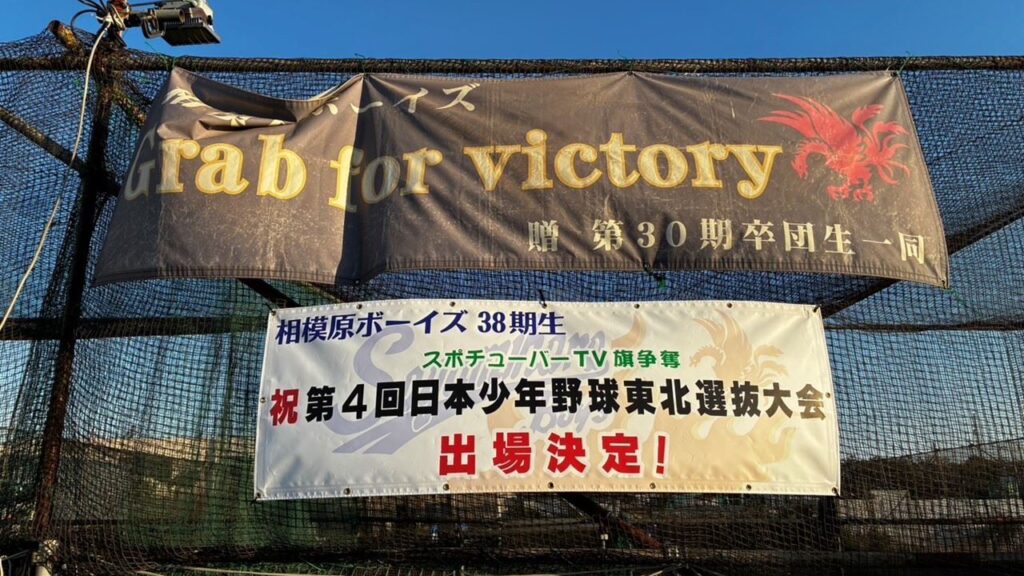 ボーイズ
Grab for victory
贈 第30期卒団生一同
相模原ボーイズ 38期生
スポチューバーTV旗争奪
祝 第4回日本少年野球東北選抜大会
出場決定!